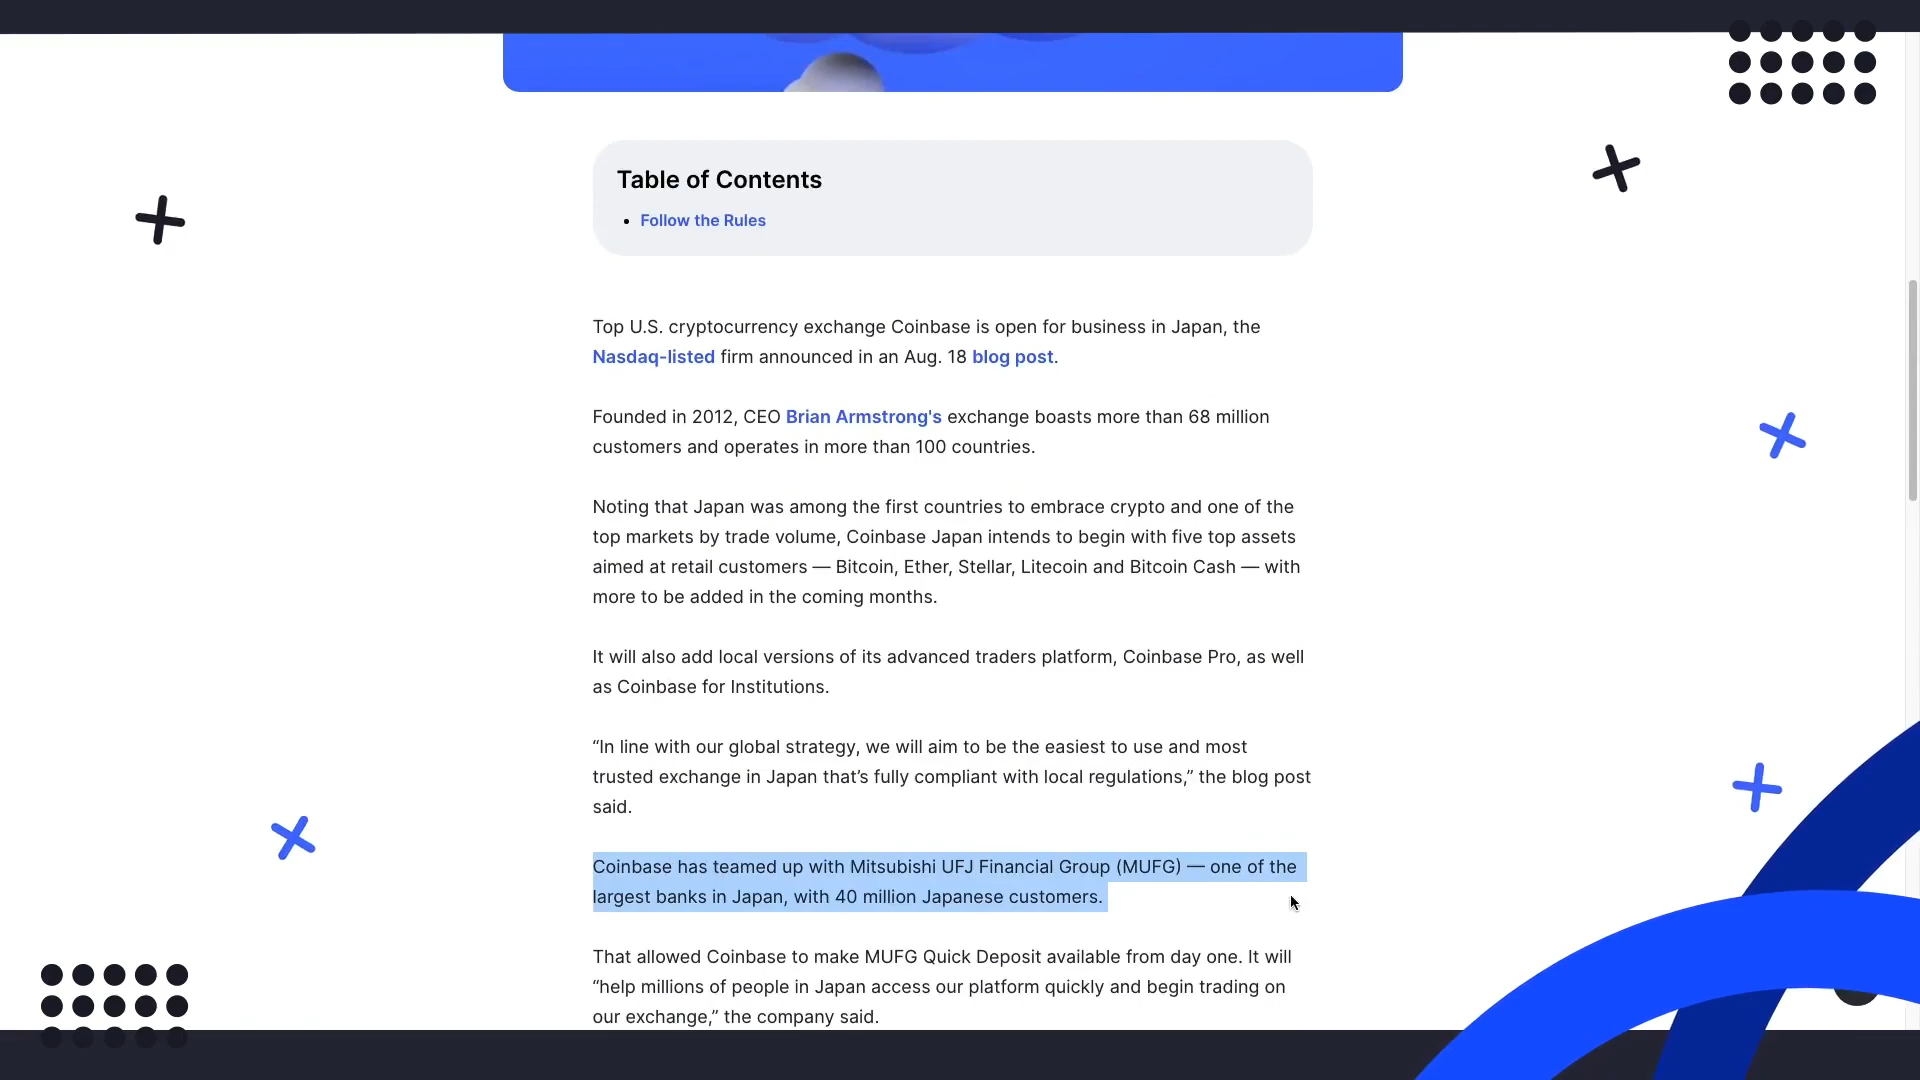 Table of Contents
• Follow the Rules
Top U.S. cryptocurrency exchange Coinbase is open for business in Japan, the
Nasdaq-listed firm announced in an Aug. 18 blog post.
Founded in 2012, CEO Brian Armstrong's exchange boasts more than 68 million
customers and operates in more than 100 countries.
Noting that Japan was among the first countries to embrace crypto and one of the
top markets by trade volume, Coinbase Japan intends to begin with five top assets
aimed at retail customers — Bitcoin, Ether, Stellar, Litecoin and Bitcoin Cash — with
more to be added in the coming months.
It will also add local versions of its advanced traders platform, Coinbase Pro, as well
as Coinbase for Institutions.
“In line with our global strategy, we will aim to be the easiest to use and most
trusted exchange in Japan that’s fully compliant with local regulations,” the blog post
said.
Coinbase has teamed up with Mitsubishi UFJ Financial Group (MUFG) — one of the
largest banks in Japan, with 40 million Japanese customers.
That allowed Coinbase to make MUFG Quick Deposit available from day one. It will
“help millions of people in Japan access our platform quickly and begin trading on
our exchange,” the company said.